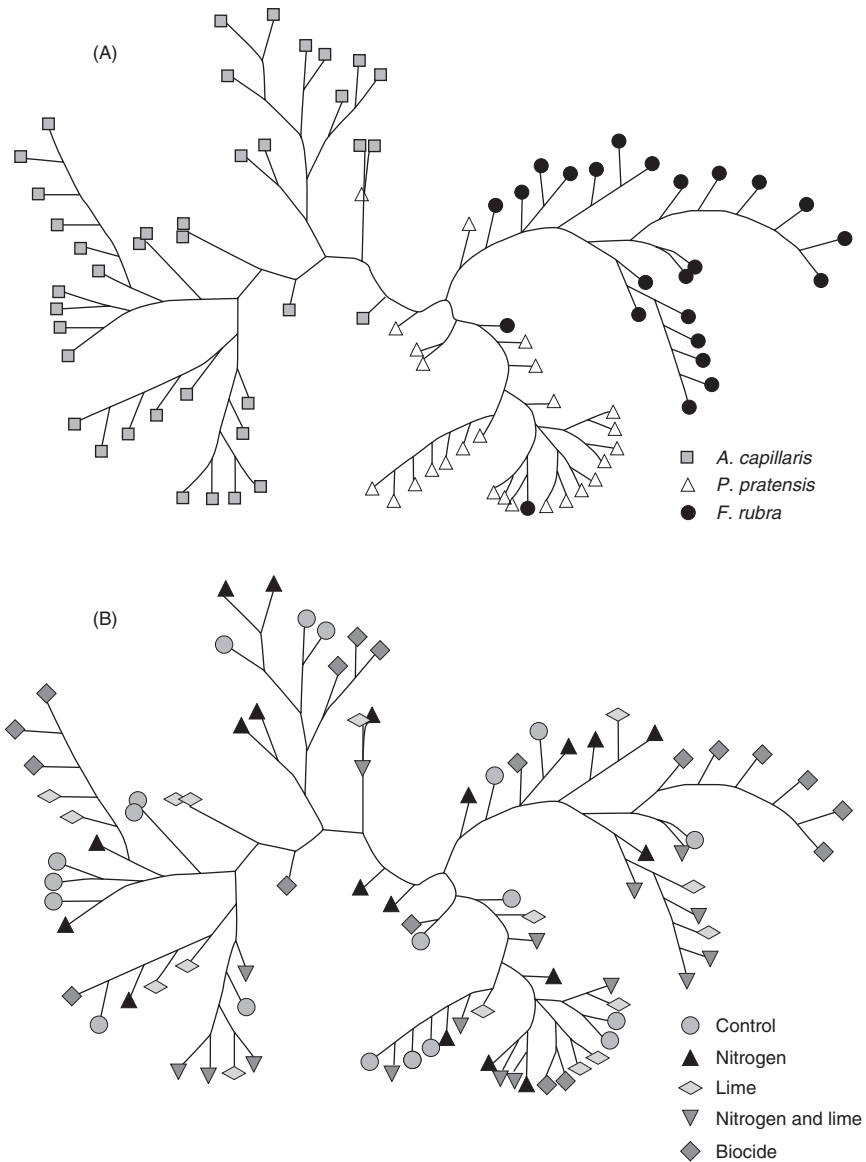 (A)
A. capillaris
P. pratensis
F. rubra
(B)
Control
Nitrogen
Lime
Nitrogen and lime
Biocide